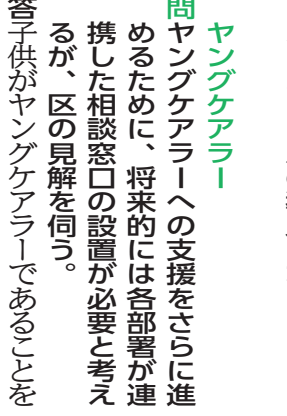 ヤングケアラー
問ヤングケアラーへの支援をさらに進
めるために、将来的には各部署が連
携した相談窓口の設置が必要と考え
るが、区の見解を伺う。
答子供がヤングケアラーであることを